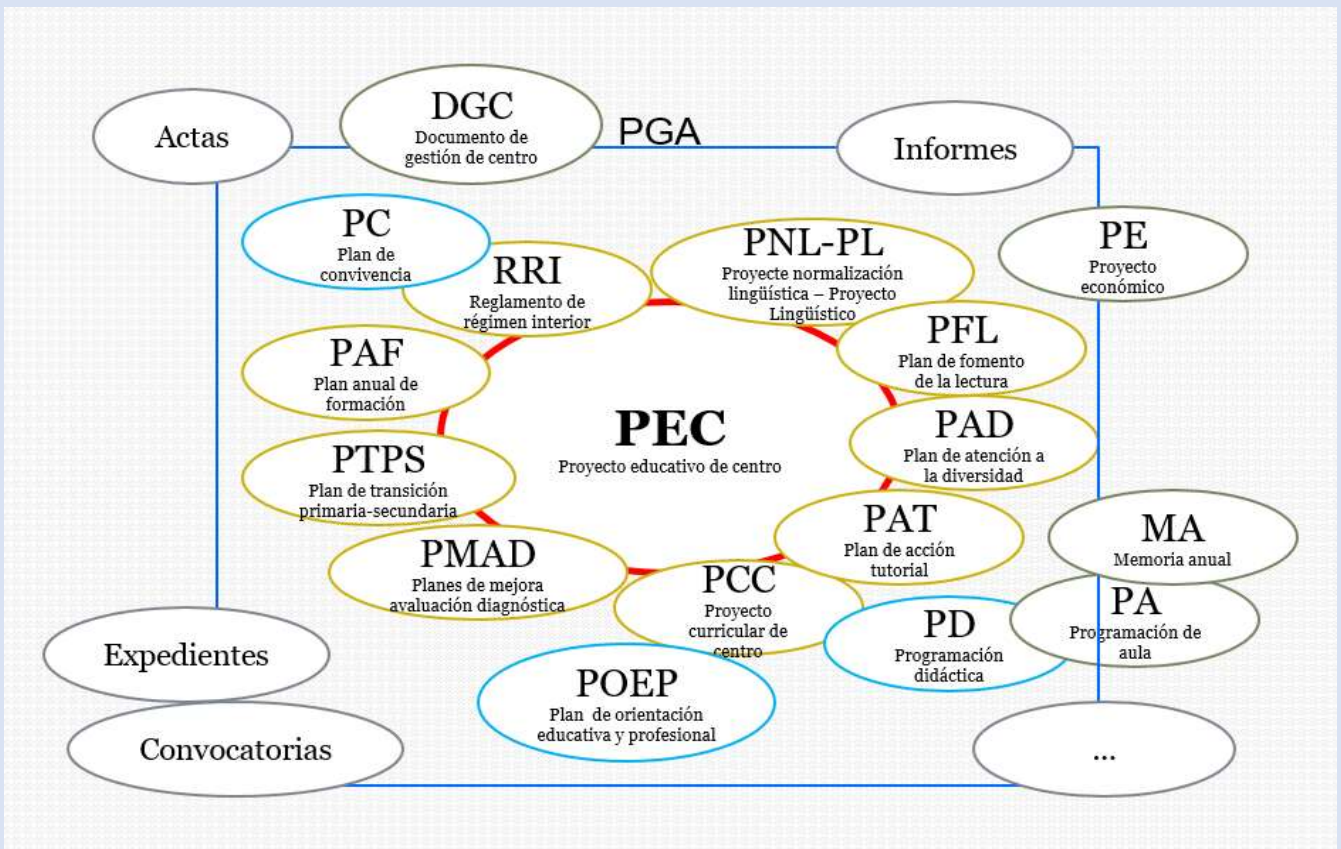 DGC
Documento de
gestión de centro
PGA
Actas
Informes
PC
Plan de
convivencia
RRI
Reglamento de
régimen interior
PNL-PL
Proyecte normalización
lingüística – Proyecto
Lingüístico
PE
Proyecto
económico
PAF
Plan anual de
formación
PFL
Plan de fomento
de la lectura
PEC
Proyecto educativo de centro
PAD
Plan de atención a
la diversidad
PTPS
Plan de transición
primaria-secundaria
PAT
Plan de acción
tutorial
MA
Memoria anual
PMAD
Planes de mejora
avaluación diagnóstica
PCC
Proyecto
curricular de
centro
PD
Programación
didáctica
PA
Programación de
aula
Expedientes
POEP
Plan de orientación
educativa y profesional
Convocatorias
...